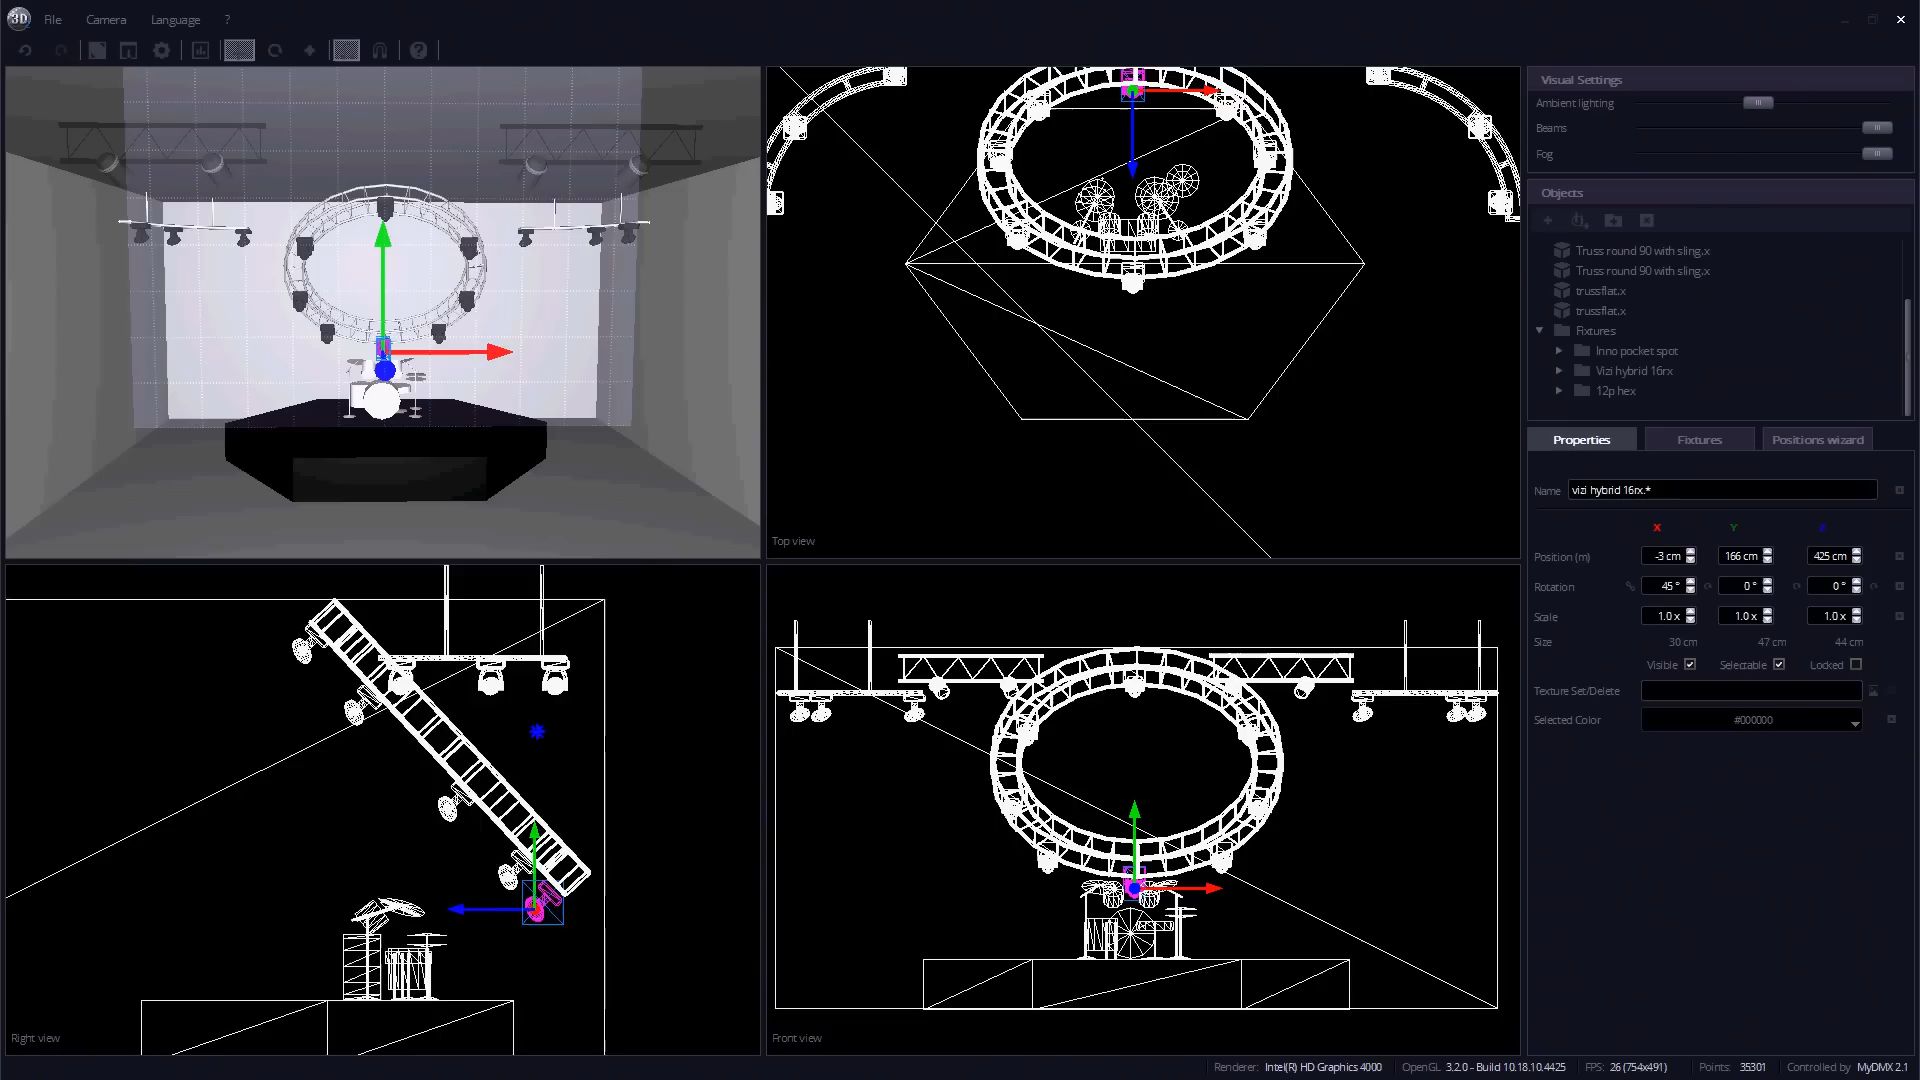 3D File Camera Language ?
Top view
Right view
Front view
Visual Settings
Ambient lighting
Beams
Fog
Objects
Truss round 90 with sling.x
Truss round 90 with sling.x
trussflat.x
trussflat.x
Fixtures
Inno pocket spot
Vizi hybrid 16rx
12p hex
Properties Fixtures Positions wizard
Name vizi hybrid 16rx.*
X Y Z
Position (m) -3 cm 166 cm 425 cm
Rotation 45 ° 0 ° 0 °
Scale 1.0 x 1.0 x 1.0 x
Size 30 cm 47 cm 44 cm
Visible Selectable Locked
Texture Set/Delete
Selected Color #000000
Renderer: Intel(R) HD Graphics 4000 OpenGL 3.2.0 - Build 10.18.10.4425 FPS: 26 (754x491) Points: 35301 Controlled by MyDMX 2.1